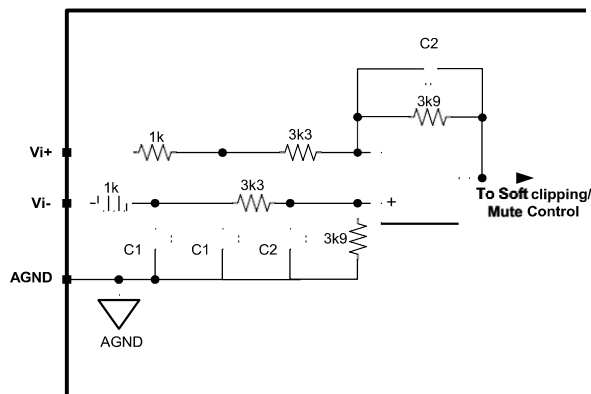 C2
3k9
1k
3k3
Vi+
1k
3k3
Vi-
+
To Soft clipping/
Mute Control
C1
C1
C2
3k9
AGND
AGND